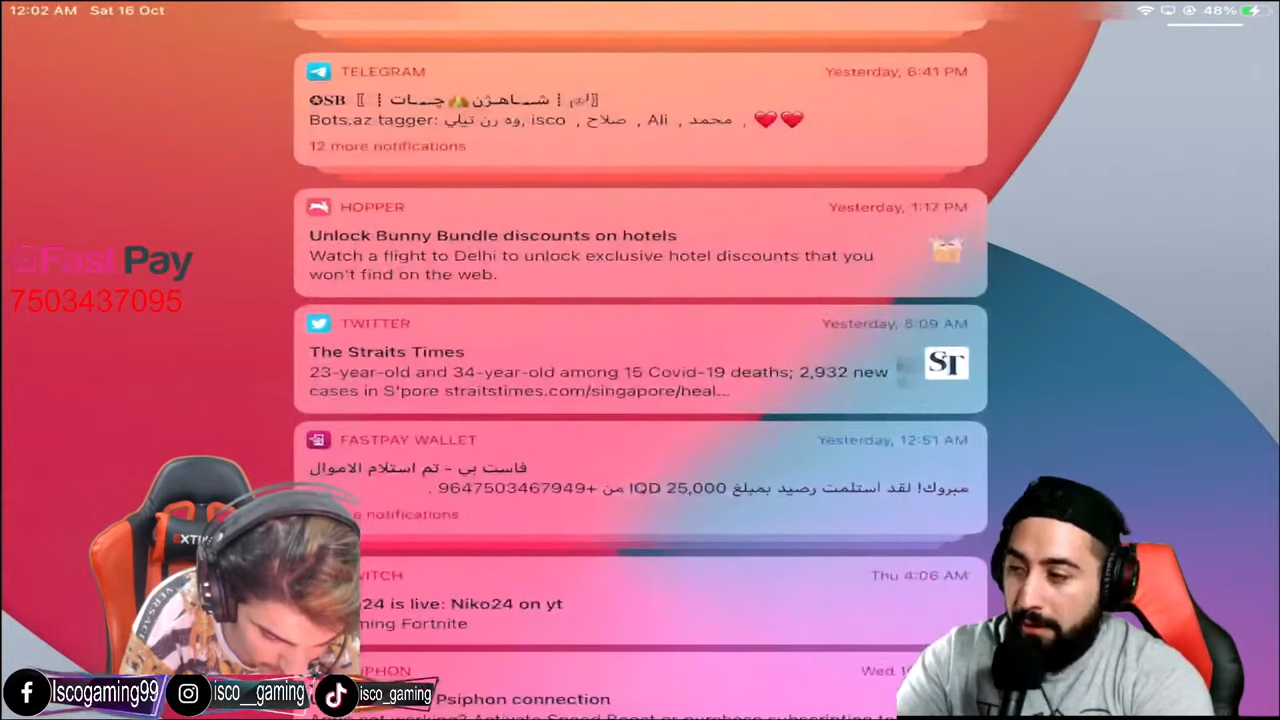 12:02 AM Sat 16 Oct
48%
TELEGRAM
Yesterday, 6:41 PM
✪SB 〖 ┊ شــاهـژن🙈چــات ┊ 〗
Bots.az tagger: وه رن تيلي, isco , صلاح , Ali , محمد , ❤️❤️
12 more notifications
HOPPER
Yesterday, 1:17 PM
Unlock Bunny Bundle discounts on hotels
Watch a flight to Delhi to unlock exclusive hotel discounts that you
won't find on the web.
Fast Pay
7503437095
TWITTER
Yesterday, 8:09 AM
The Straits Times
ST
23-year-old and 34-year-old among 15 Covid-19 deaths; 2,932 new
cases in S'pore straitstimes.com/singapore/heal...
FASTPAY WALLET
Yesterday, 12:51 AM
فاست بي - تم استلام الاموال
مبروك! لقد استلمت رصيد بمبلغ IQD 25,000 من +9647503467949 .
notifications
Thu 4:06 AM
24 is live: Niko24 on yt
Fortnite
VERSACE
Wed
Psiphon connection
Iscogaming99
isco__gaming
isco_gaming